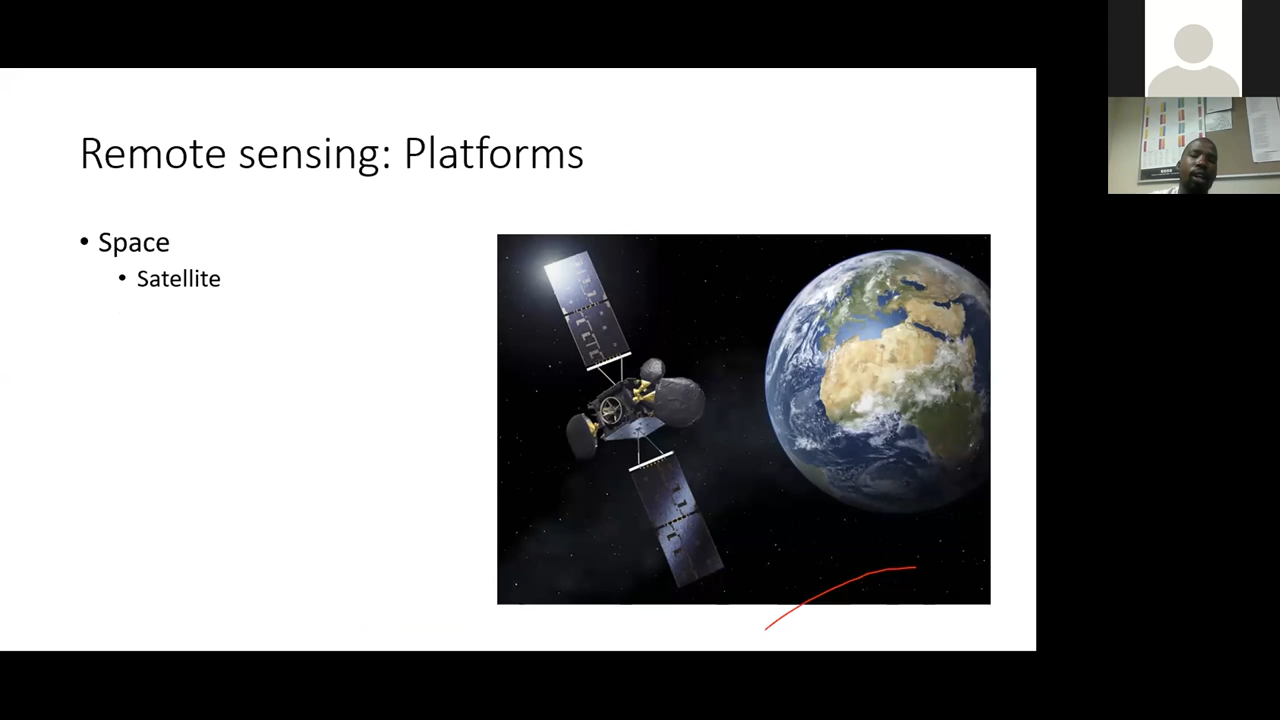 Remote sensing: Platforms
• Space
• Satellite